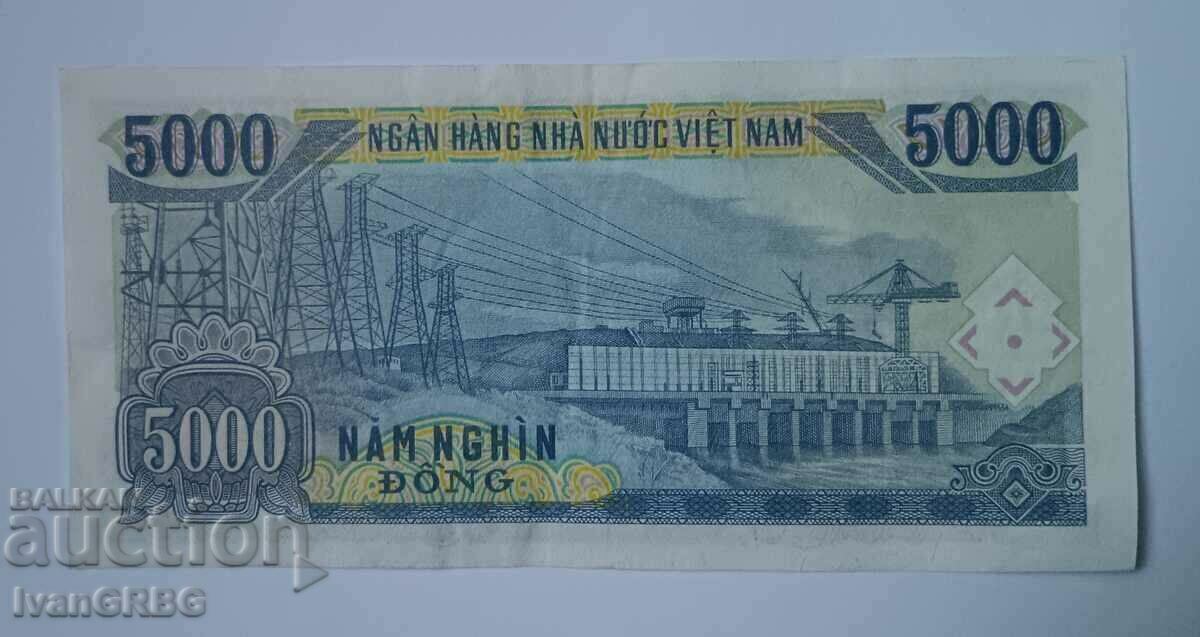 5000 NGÂN HÀNG NHÀ NƯỚC VIỆT NAM 5000
5000
NĂM NGHÌN
ĐỒNG
BALKAN
auction
IvanGRBG